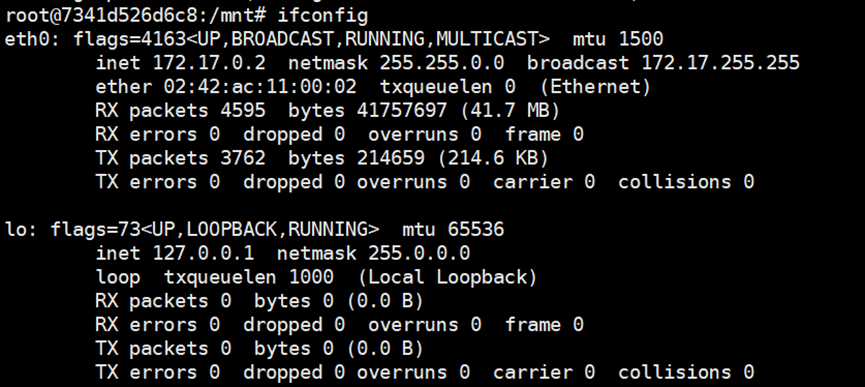 root@7341d526d6c8:/mnt# ifconfig
eth0: flags=4163<UP,BROADCAST,RUNNING,MULTICAST>  mtu 1500
        inet 172.17.0.2  netmask 255.255.0.0  broadcast 172.17.255.255
        ether 02:42:ac:11:00:02  txqueuelen 0  (Ethernet)
        RX packets 4595  bytes 41757697 (41.7 MB)
        RX errors 0  dropped 0  overruns 0  frame 0
        TX packets 3762  bytes 214659 (214.6 KB)
        TX errors 0  dropped 0 overruns 0  carrier 0  collisions 0

lo: flags=73<UP,LOOPBACK,RUNNING>  mtu 65536
        inet 127.0.0.1  netmask 255.0.0.0
        loop  txqueuelen 1000  (Local Loopback)
        RX packets 0  bytes 0 (0.0 B)
        RX errors 0  dropped 0  overruns 0  frame 0
        TX packets 0  bytes 0 (0.0 B)
        TX errors 0  dropped 0 overruns 0  carrier 0  collisions 0